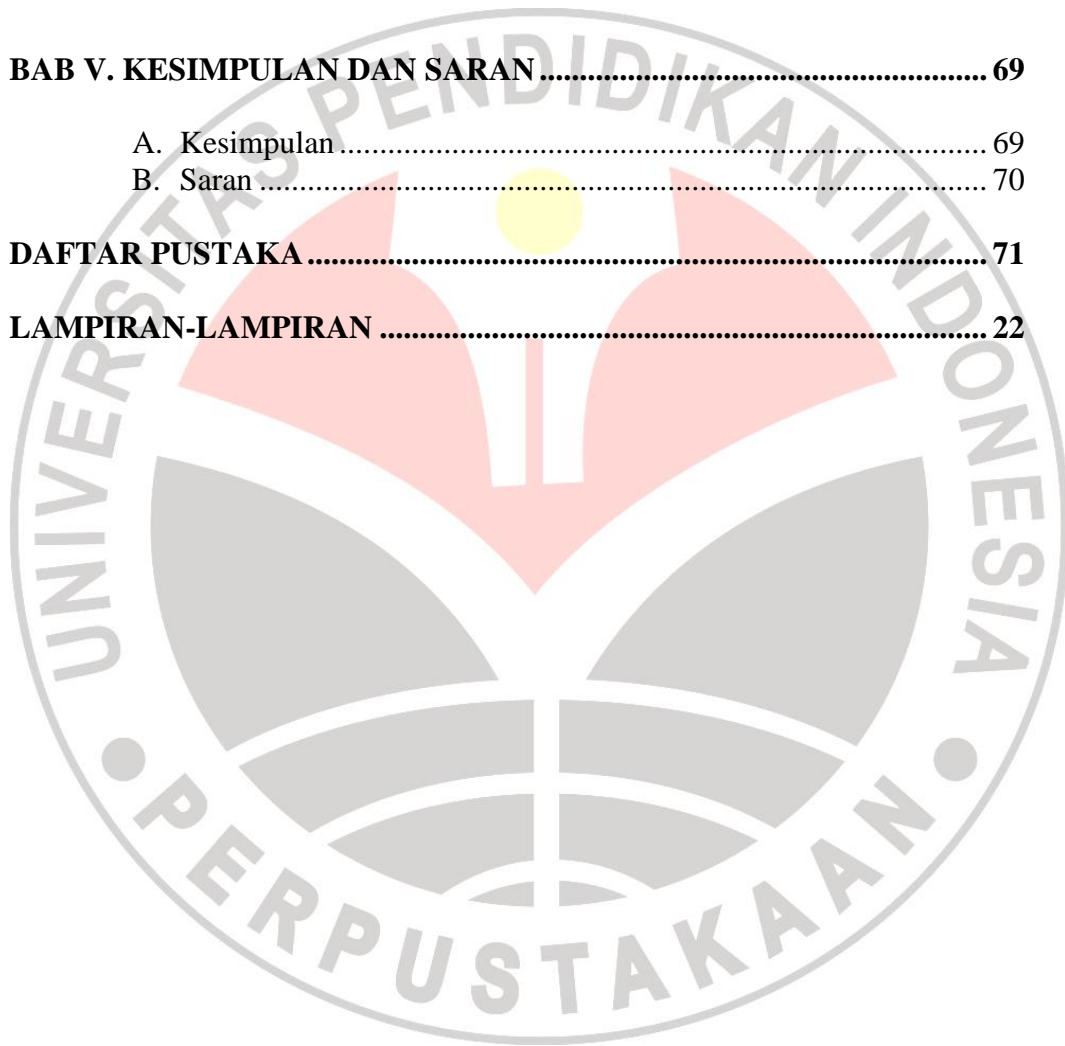 BAB V. KESIMPULAN DAN SARAN ....................................................... 69
A. Kesimpulan ................................................................................ 69
B. Saran .......................................................................................... 70
DAFTAR PUSTAKA .................................................................................... 71
LAMPIRAN-LAMPIRAN ........................................................................... 22
UNIVERSITAS PENDIDIKAN INDONESIA
PERPUSTAKAAN